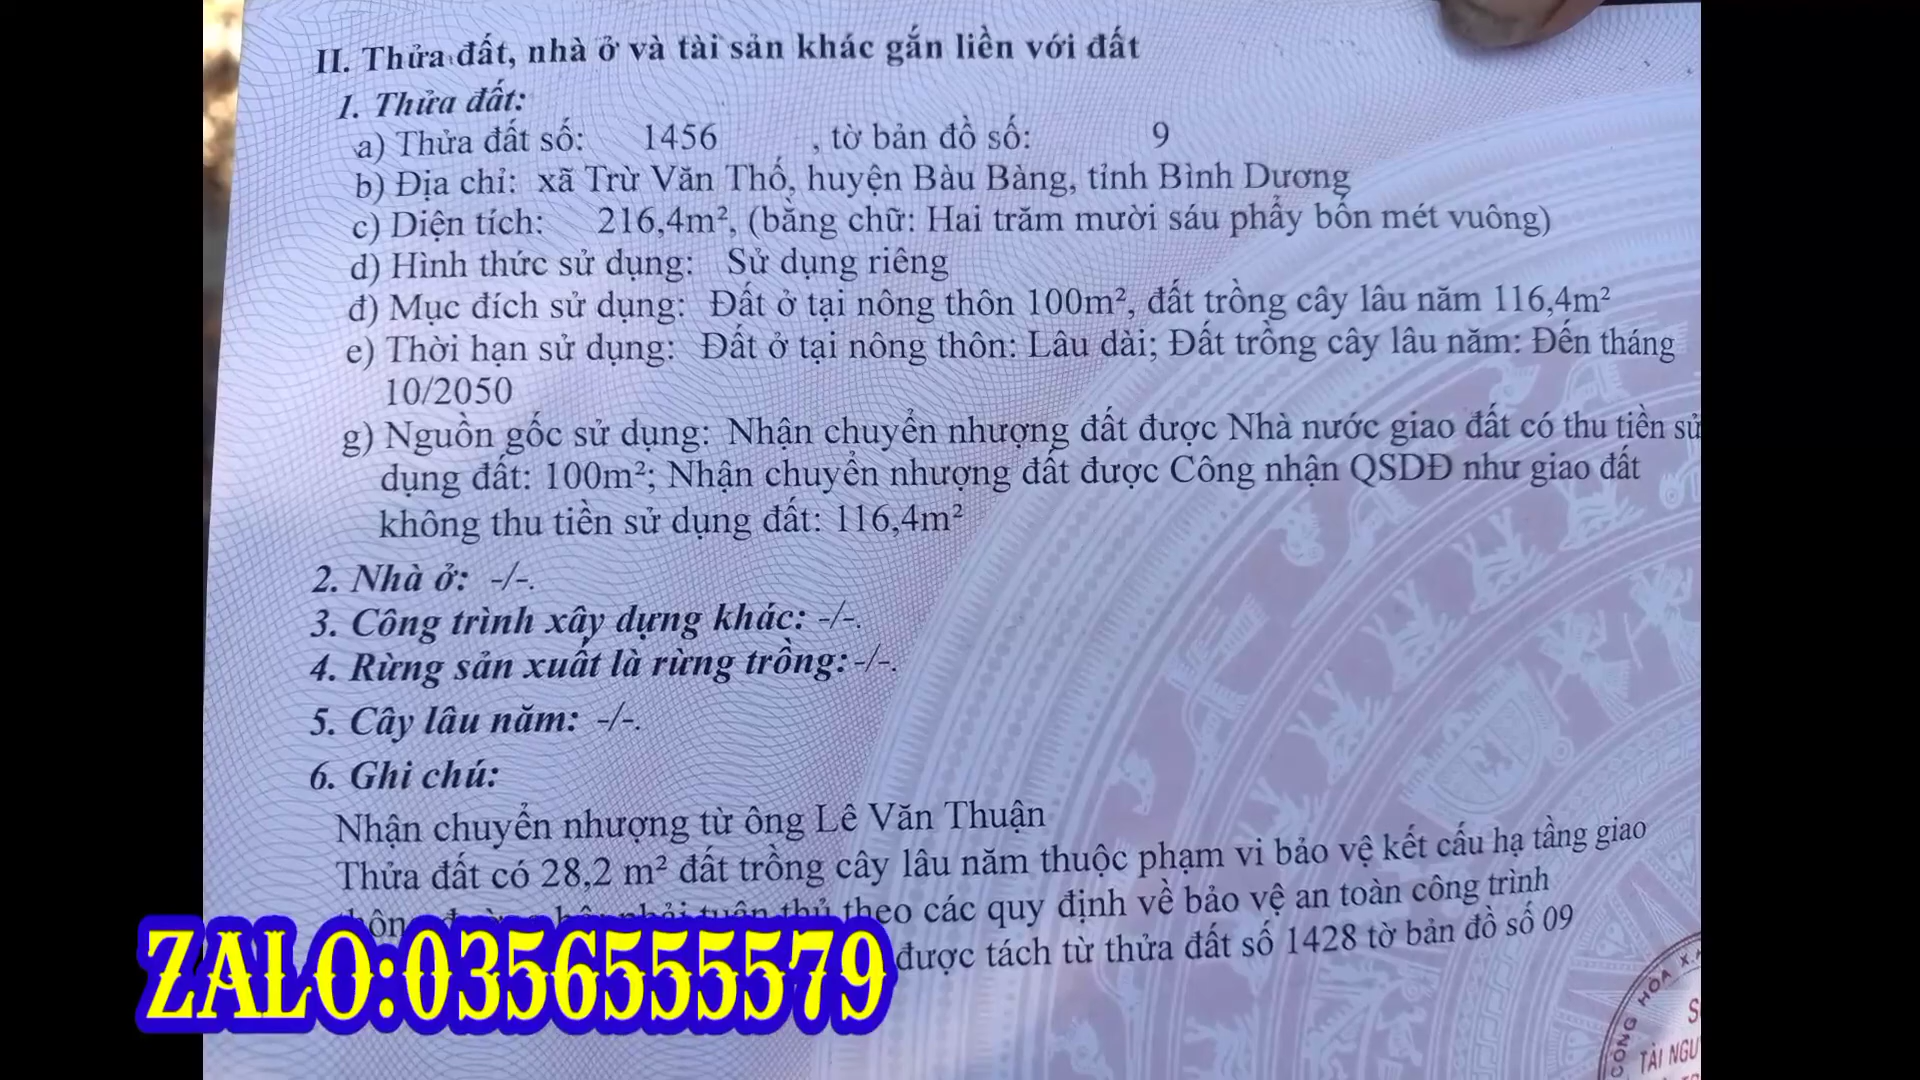 II. Thửa đất, nhà ở và tài sản khác gắn liền với đất
1. Thửa đất:
a) Thửa đất số: 1456 , tờ bản đồ số: 9
b) Địa chỉ: xã Trừ Văn Thố, huyện Bàu Bàng, tỉnh Bình Dương
c) Diện tích: 216,4m², (bằng chữ: Hai trăm mười sáu phẩy bốn mét vuông)
d) Hình thức sử dụng: Sử dụng riêng
đ) Mục đích sử dụng: Đất ở tại nông thôn 100m², đất trồng cây lâu năm 116,4m²
e) Thời hạn sử dụng: Đất ở tại nông thôn: Lâu dài; Đất trồng cây lâu năm: Đến tháng
10/2050
g) Nguồn gốc sử dụng: Nhận chuyển nhượng đất được Nhà nước giao đất có thu tiền sử
dụng đất: 100m²; Nhận chuyển nhượng đất được Công nhận QSDĐ như giao đất
không thu tiền sử dụng đất: 116,4m²
2. Nhà ở: -/-.
3. Công trình xây dựng khác: -/-.
4. Rừng sản xuất là rừng trồng: -/-.
5. Cây lâu năm: -/-.
6. Ghi chú:
Nhận chuyển nhượng từ ông Lê Văn Thuận
Thửa đất có 28,2 m² đất trồng cây lâu năm thuộc phạm vi bảo vệ kết cấu hạ tầng giao
phải tuân thủ theo các quy định về bảo vệ an toàn công trình
được tách từ thửa đất số 1428 tờ bản đồ số 09
ZALO:0356555579
CỘNG HÒA X.
TÀI NGU